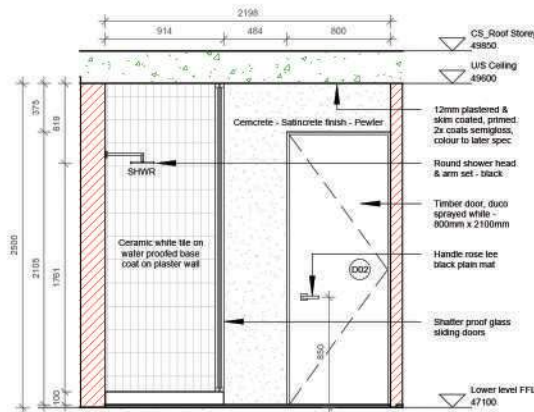 2198
914
484
800
CS_Roof Storey
49850
U/S Ceiling
49600
375
819
12mm plastered &
skim coated, primed.
2x coats semigloss,
colour to later spec
Cemcrete - Satincrete finish - Pewler
SHWR
Round shower head
& arm set - black
Timber door, duco
sprayed white -
800mm x 2100mm
Ceramic white tile on
water proofed base
coat on plaster wall
2500
2105
1761
D02
Handle rose lee
black plain mat
Shatter proof glass
sliding doors
850
100
Lower level FFL
47100